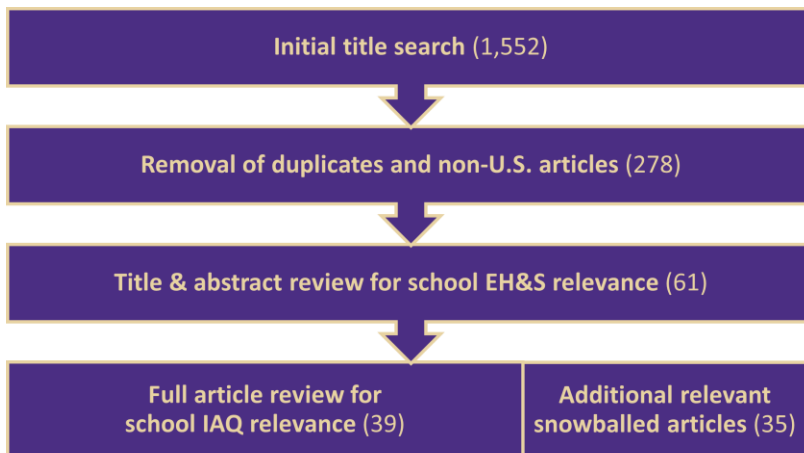 Initial title search (1,552)
Removal of duplicates and non-U.S. articles (278)
Title & abstract review for school EH&S relevance (61)
Full article review for
school IAQ relevance (39)
Additional relevant
snowballed articles (35)